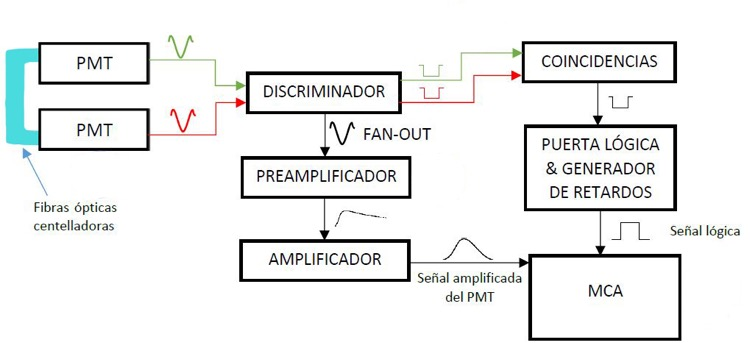 PMT
PMT
Fibras ópticas
centelladoras
DISCRIMINADOR
FAN-OUT
PREAMPLIFICADOR
AMPLIFICADOR
Señal amplificada
del PMT
COINCIDENCIAS
PUERTA LÓGICA
& GENERADOR
DE RETARDOS
Señal lógica
MCA